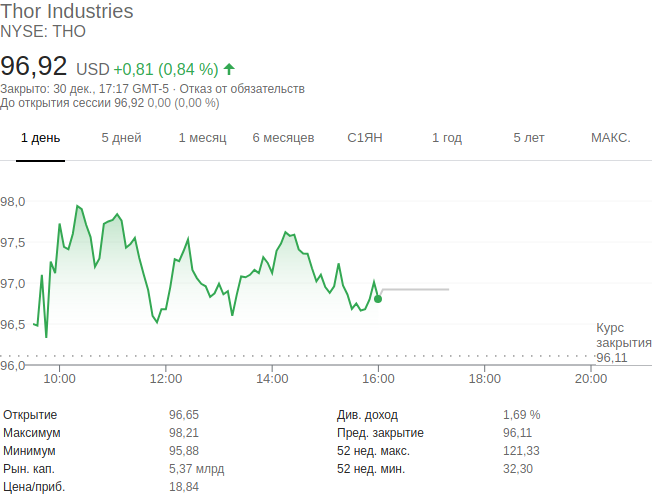 Thor Industries
NYSE: THO
96,92 USD +0,81 (0,84 %)
Закрыто: 30 дек., 17:17 GMT-5 · Отказ от обязательств
До открытия сессии 96,92 0,00 (0,00 %)
1 день 5 дней 1 месяц 6 месяцев С1ЯН 1 год 5 лет МАКС.
98,0
97,5
97,0
96,5
96,0
Курс
закрытия
96,11
10:00 12:00 14:00 16:00 18:00 20:00
Открытие 96,65 Див. доход 1,69 %
Максимум 98,21 Пред. закрытие 96,11
Минимум 95,88 52 нед. макс. 121,33
Рын. кап. 5,37 млрд 52 нед. мин. 32,30
Цена/приб. 18,84